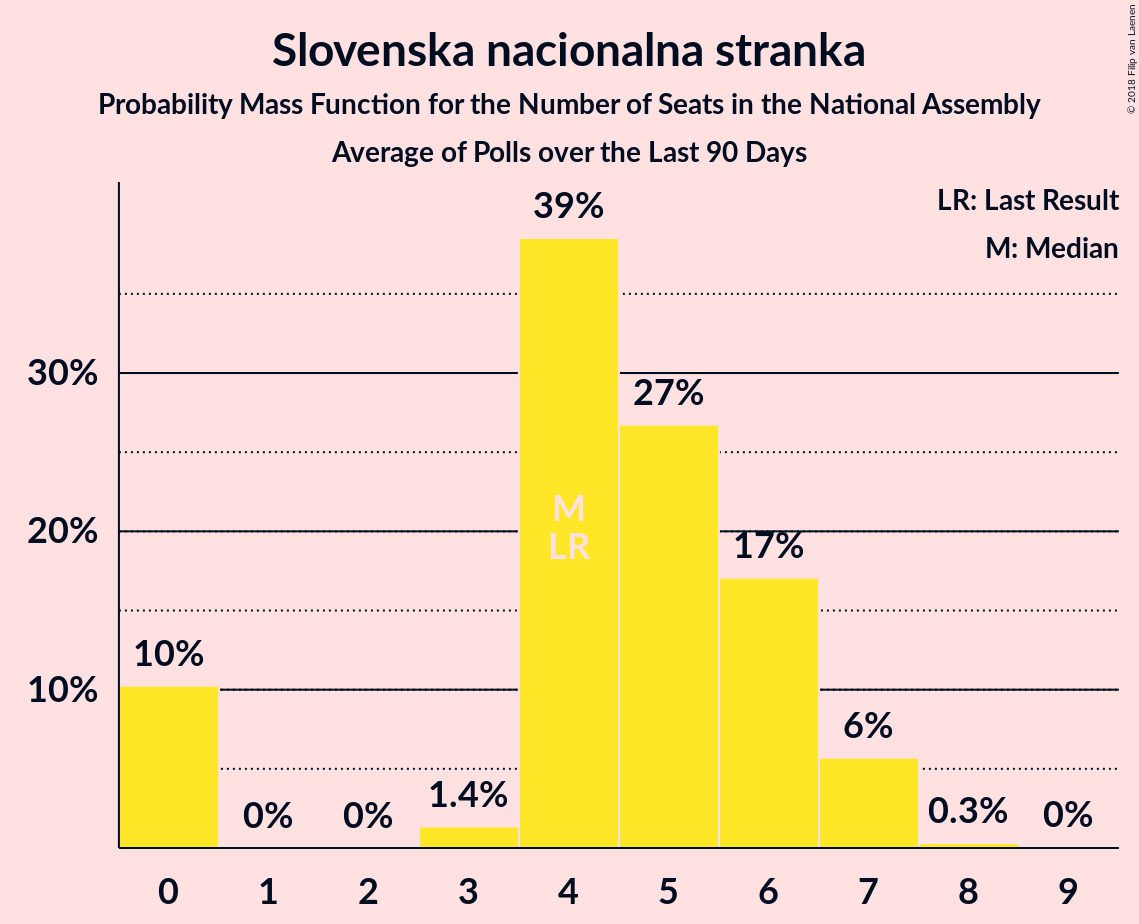 Slovenska nacionalna stranka
Probability Mass Function for the Number of Seats in the National Assembly
Average of Polls over the Last 90 Days
© 2018 Filip van Laenen
LR: Last Result
M: Median
30%
20%
10%
10%
0%
0%
1.4%
39%
27%
17%
6%
0.3%
0%
M
LR
0 1 2 3 4 5 6 7 8 9